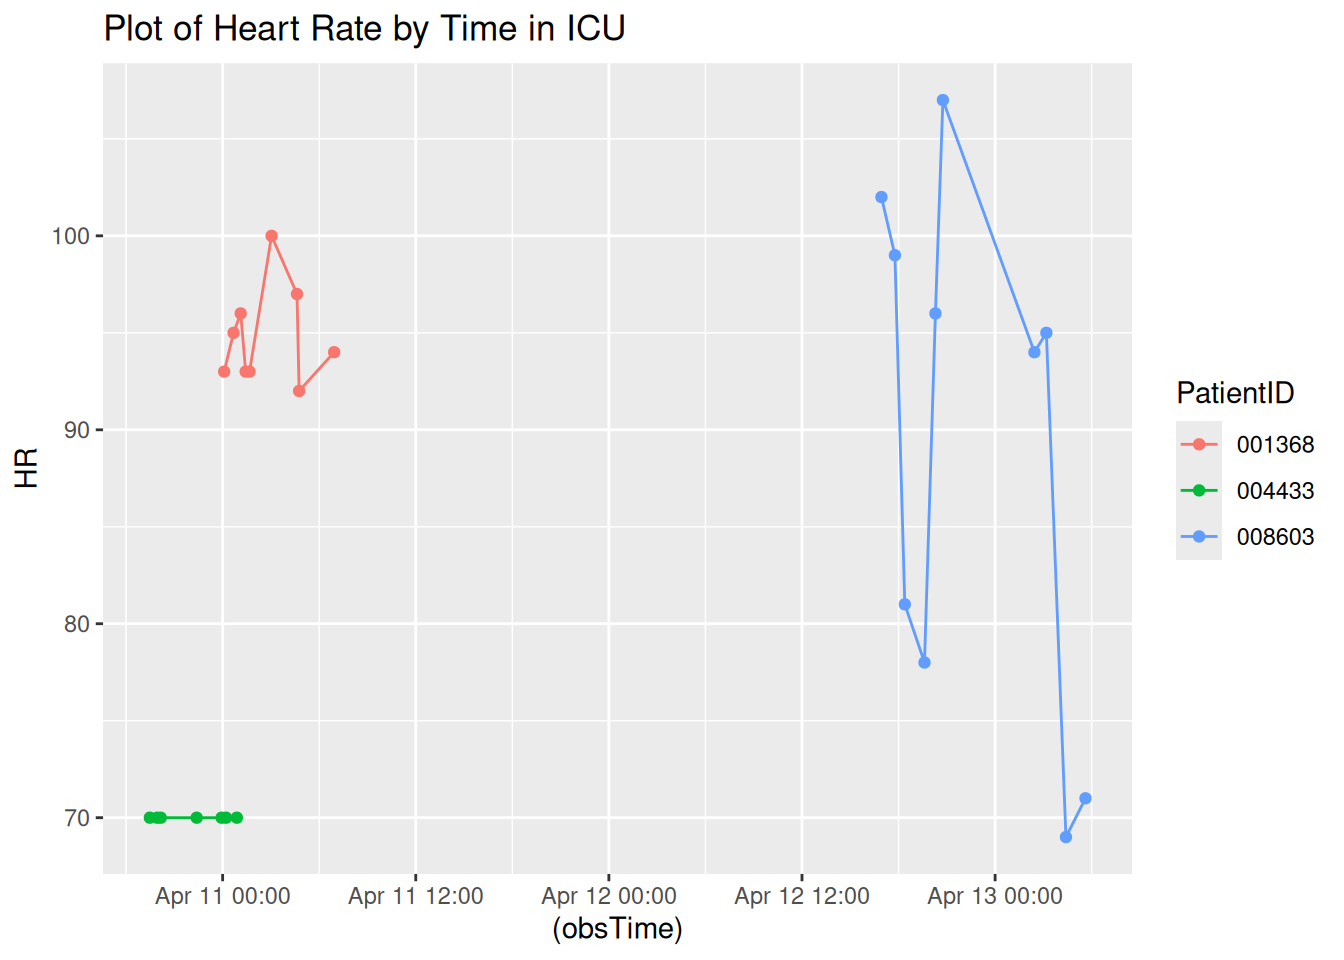 Plot of Heart Rate by Time in ICU
HR
100
90
80
70
Apr 11 00:00
Apr 11 12:00
Apr 12 00:00
Apr 12 12:00
Apr 13 00:00
(obsTime)
PatientID
001368
004433
008603